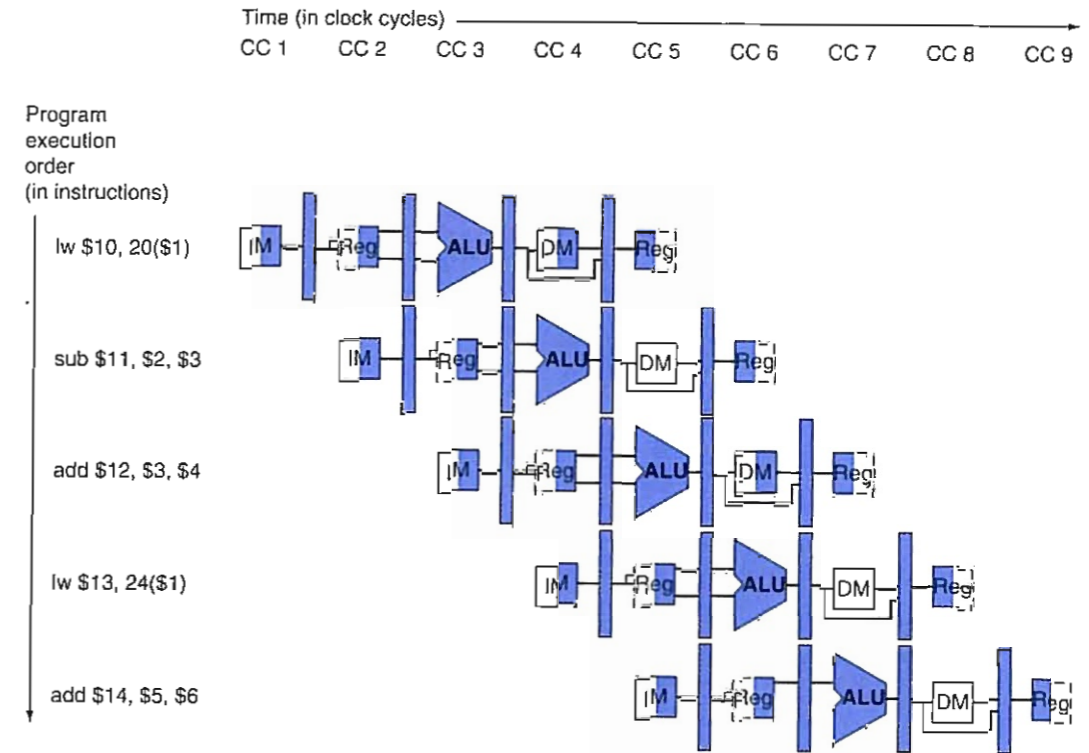 Time (in clock cycles)
CC 1 CC 2 CC 3 CC 4 CC 5 CC 6 CC 7 CC 8 CC 9
Program
execution
order
(in instructions)
lw $10, 20($1)
IM Reg ALU DM Reg
sub $11, $2, $3
IM Reg ALU DM Reg
add $12, $3, $4
IM Reg ALU DM Reg
lw $13, 24($1)
IM Reg ALU DM Reg
add $14, $5, $6
IM Reg ALU DM Reg